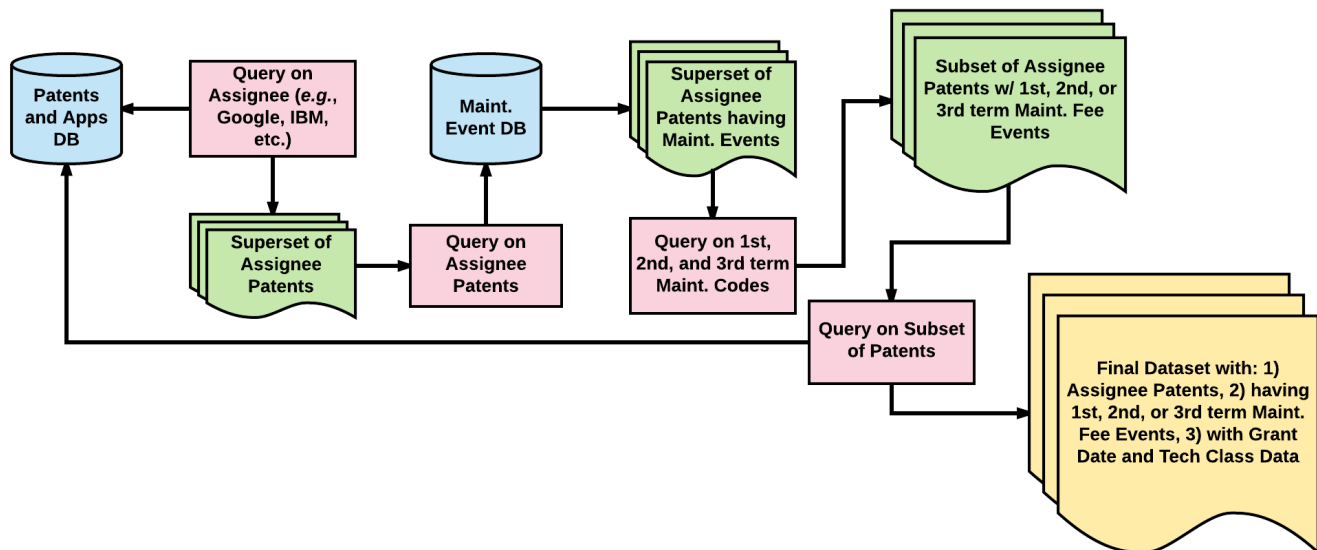 Patents
and Apps
DB
Query on
Assignee (e.g.,
Google, IBM,
etc.)
Maint.
Event DB
Superset of
Assignee
Patents having
Maint. Events
Subset of Assignee
Patents w/ 1st, 2nd, or
3rd term Maint. Fee
Events
Superset of
Assignee
Patents
Query on
Assignee
Patents
Query on 1st,
2nd, and 3rd term
Maint. Codes
Query on Subset
of Patents
Final Dataset with: 1)
Assignee Patents, 2) having
1st, 2nd, or 3rd term Maint.
Fee Events, 3) with Grant
Date and Tech Class Data